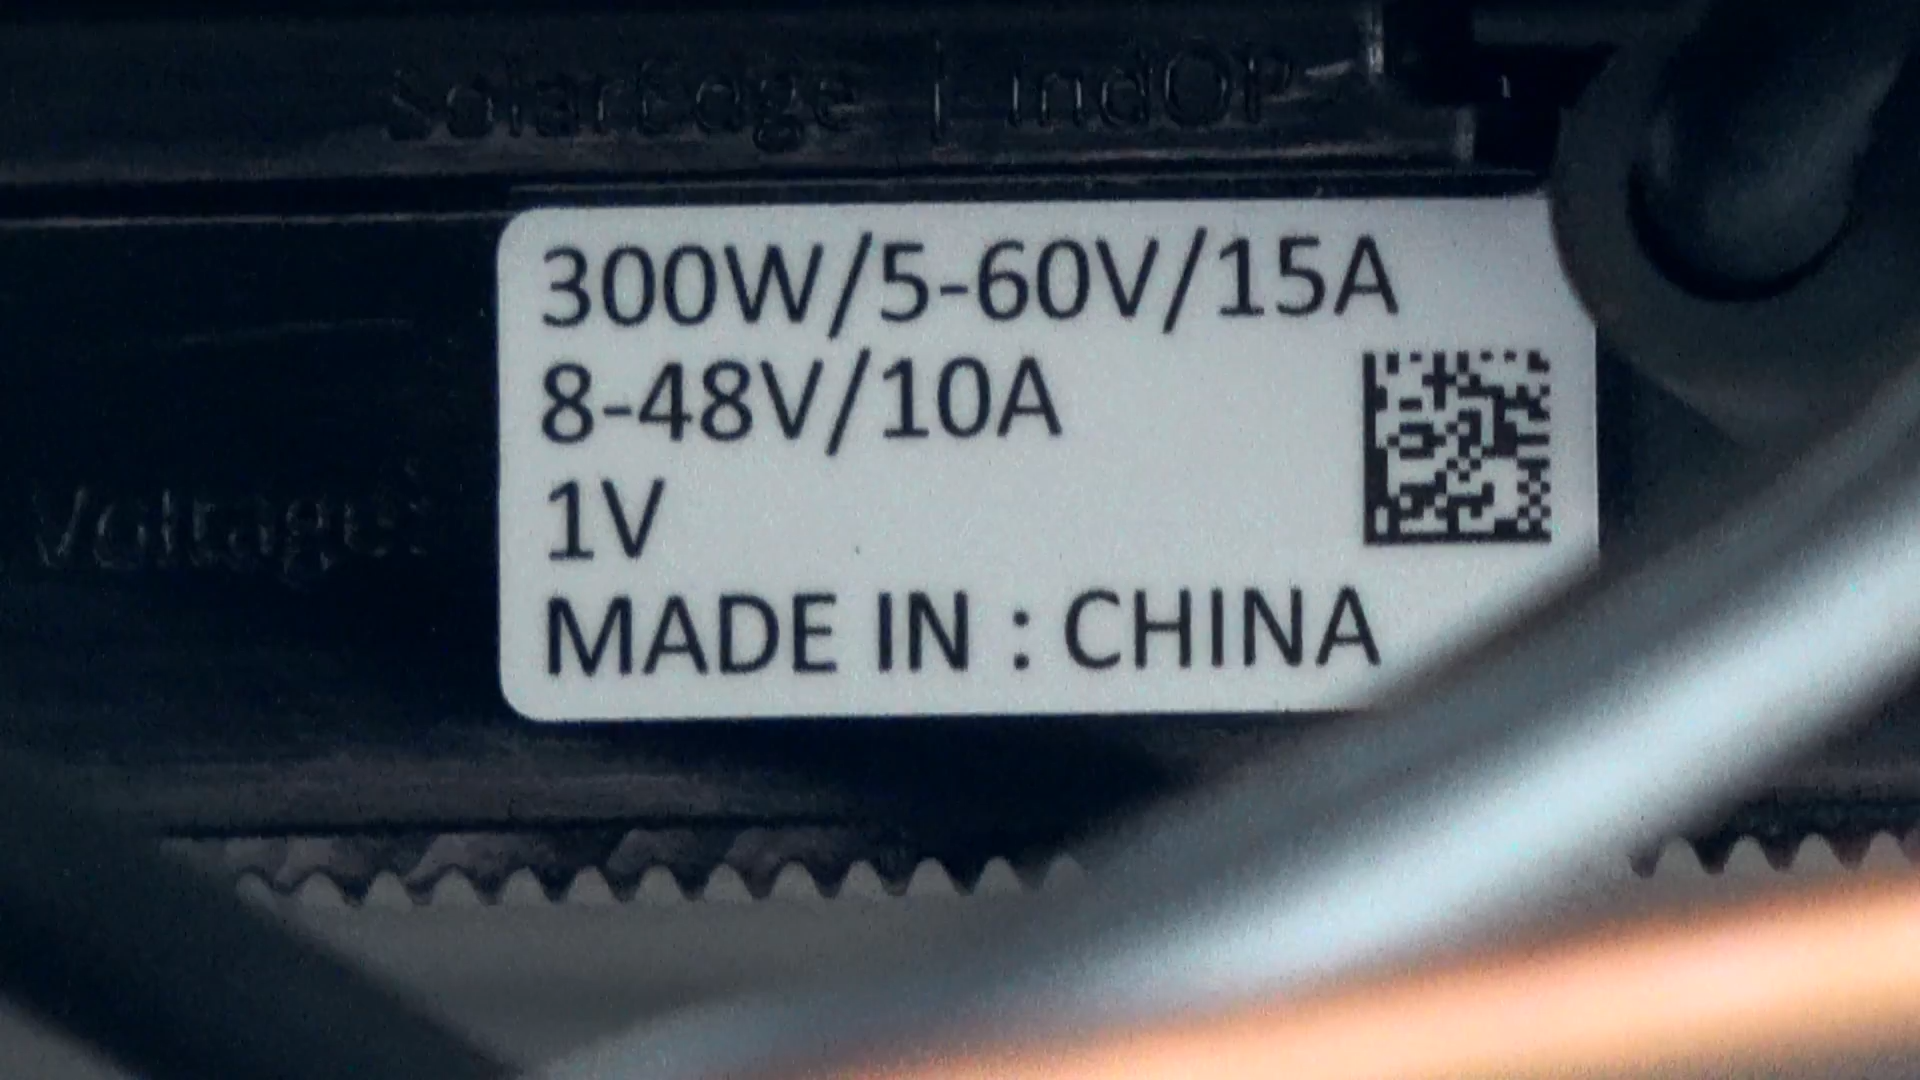 SolarEdge | IndOP
300W/5-60V/15A
8-48V/10A
Voltage:
1V
MADE IN : CHINA